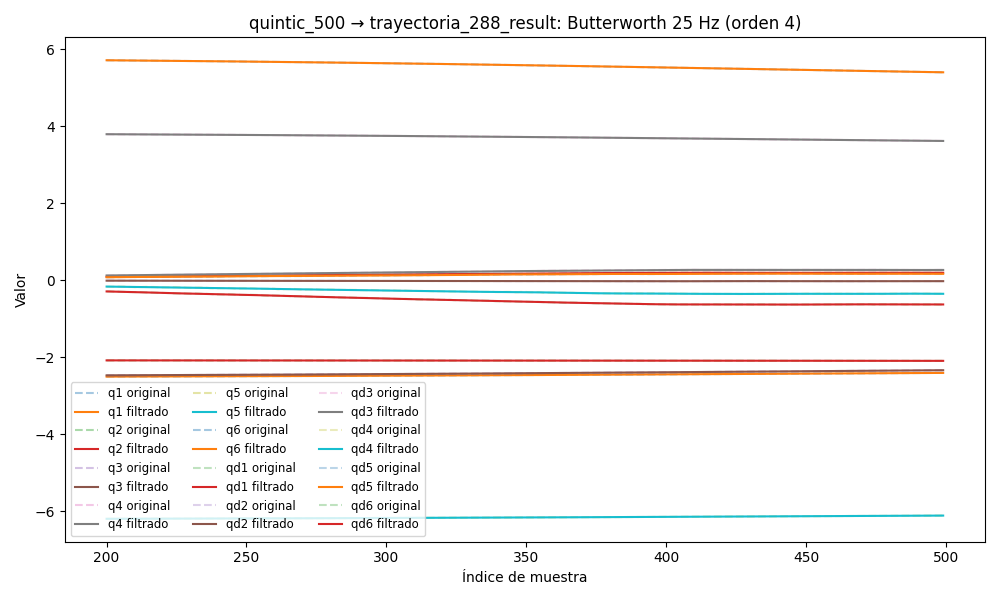 quintic_500 → trayectoria_288_result: Butterworth 25 Hz (orden 4)
Valor
6
4
2
0
−2
−4
−6
q1 original
q1 filtrado
q2 original
q2 filtrado
q3 original
q3 filtrado
q4 original
q4 filtrado
q5 original
q5 filtrado
q6 original
q6 filtrado
qd1 original
qd1 filtrado
qd2 original
qd2 filtrado
qd3 original
qd3 filtrado
qd4 original
qd4 filtrado
qd5 original
qd5 filtrado
qd6 original
qd6 filtrado
200 250 300 350 400 450 500
Índice de muestra